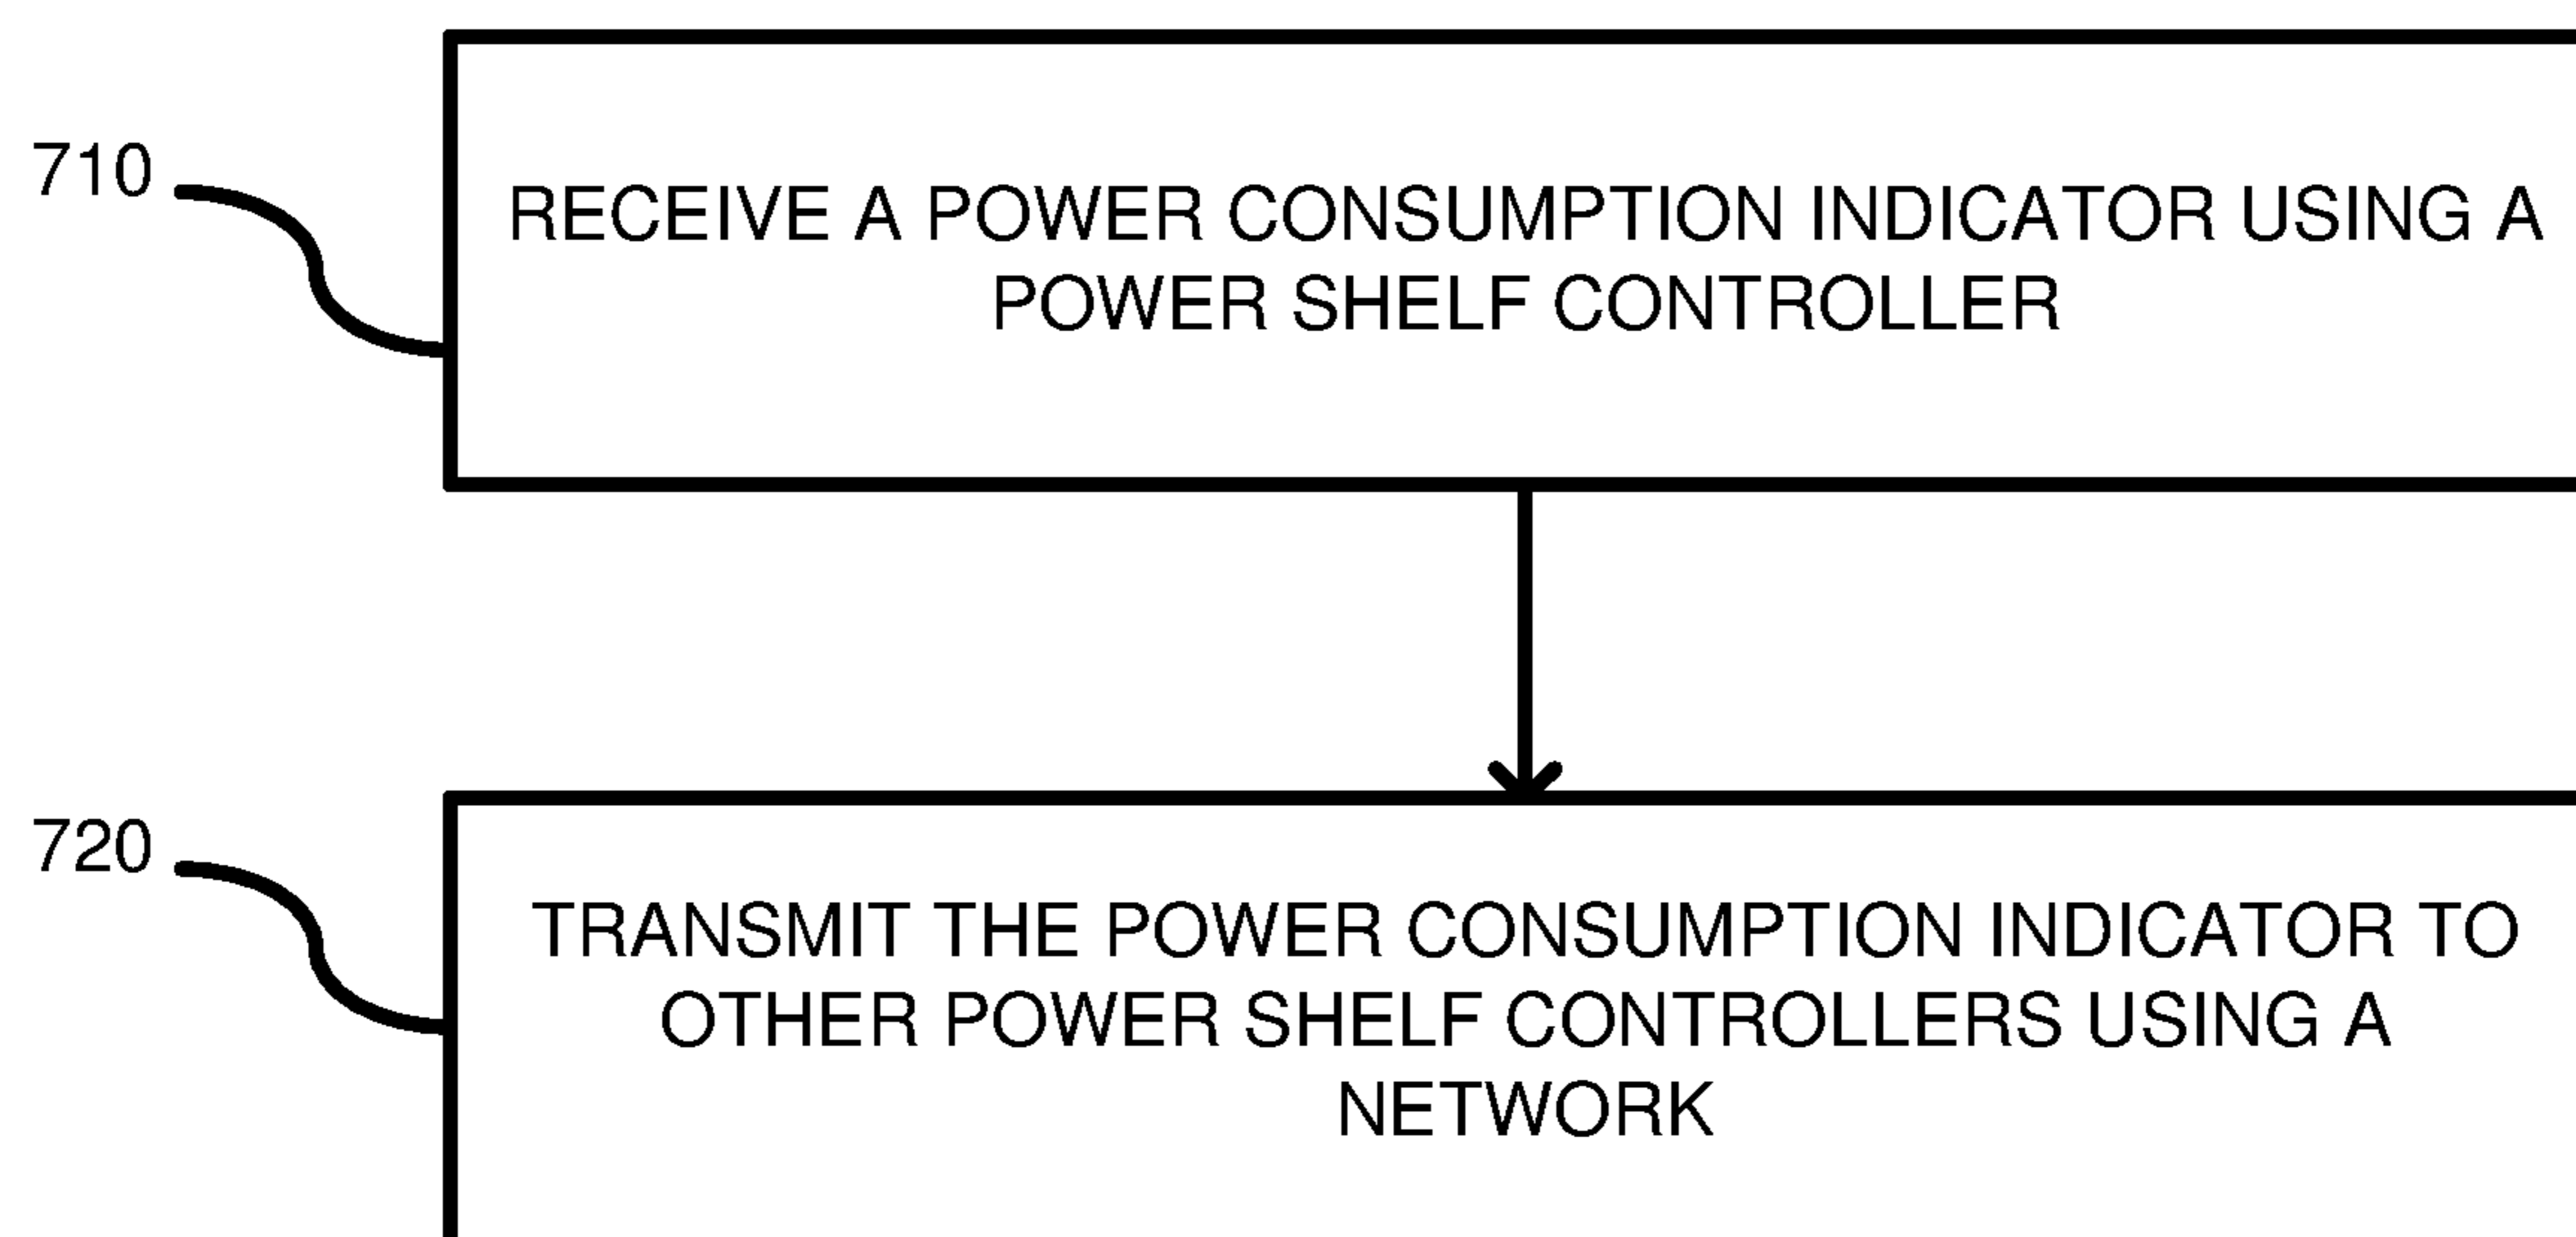 710
RECEIVE A POWER CONSUMPTION INDICATOR USING A
POWER SHELF CONTROLLER
720
TRANSMIT THE POWER CONSUMPTION INDICATOR TO
OTHER POWER SHELF CONTROLLERS USING A
NETWORK